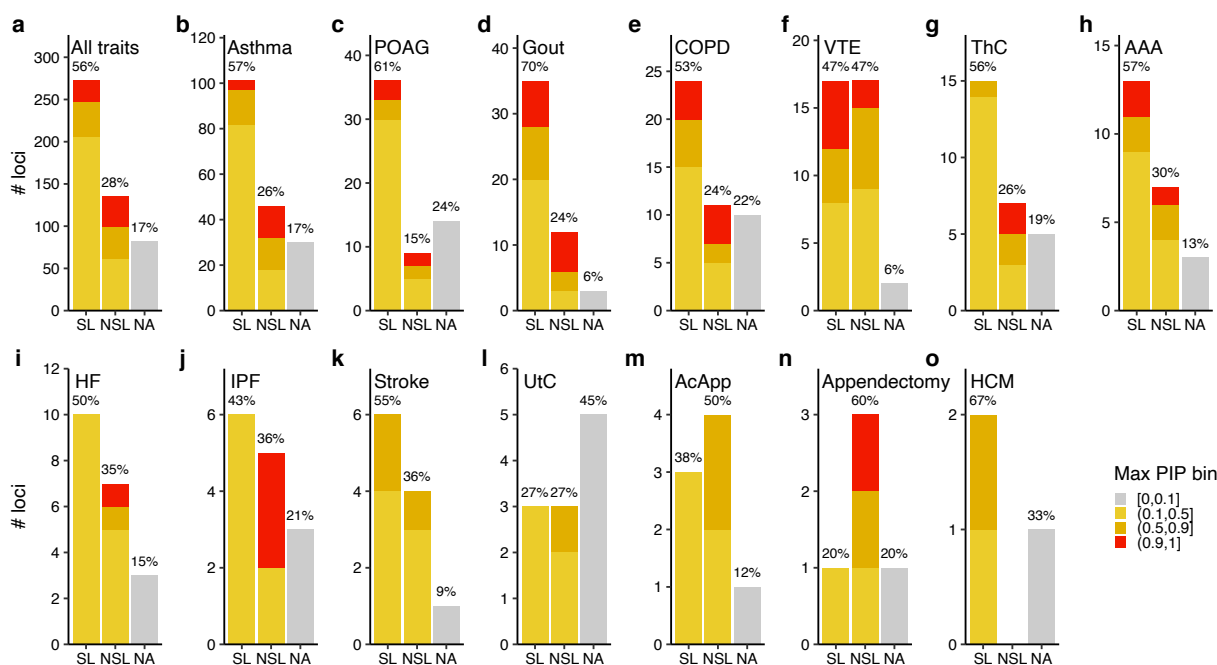 a
All traits
56%
28%
17%
300
250
200
150
100
50
0
# loci
SL NSL NA
b
Asthma
57%
26%
17%
120
100
80
60
40
20
0
SL NSL NA
c
POAG
61%
15%
24%
40
30
20
10
0
SL NSL NA
d
Gout
70%
24%
6%
40
30
20
10
0
SL NSL NA
e
COPD
53%
24%
22%
25
20
15
10
5
0
SL NSL NA
f
VTE
47% 47%
6%
20
15
10
5
0
SL NSL NA
g
ThC
56%
26%
19%
15
10
5
0
SL NSL NA
h
AAA
57%
30%
13%
15
10
5
0
SL NSL NA
i
HF
50%
35%
15%
12
10
8
6
4
2
0
# loci
SL NSL NA
j
IPF
43%
36%
21%
6
4
2
0
SL NSL NA
k
Stroke
55%
36%
9%
6
4
2
0
SL NSL NA
l
UtC
27% 27%
45%
6
5
4
3
2
1
0
SL NSL NA
m
AcApp
38%
50%
12%
4
3
2
1
0
SL NSL NA
n
Appendectomy
20%
60%
20%
3
2
1
0
SL NSL NA
o
HCM
67%
33%
2
1
0
SL NSL NA
Max PIP bin
[0,0.1]
(0.1,0.5]
(0.5,0.9]
(0.9,1]